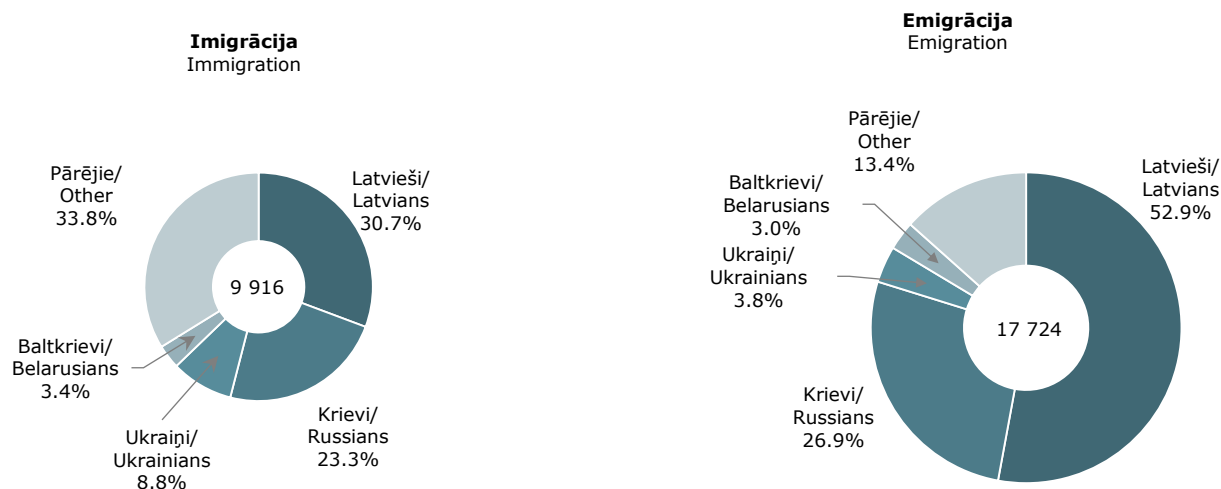 Imigrācija
Immigration
Pārējie/
Other
33.8%
Latvieši/
Latvians
30.7%
9 916
Baltkrievi/
Belarusians
3.4%
Ukraiņi/
Ukrainians
8.8%
Krievi/
Russians
23.3%
Emigrācija
Emigration
Pārējie/
Other
13.4%
Latvieši/
Latvians
52.9%
Baltkrievi/
Belarusians
3.0%
Ukraiņi/
Ukrainians
3.8%
17 724
Krievi/
Russians
26.9%